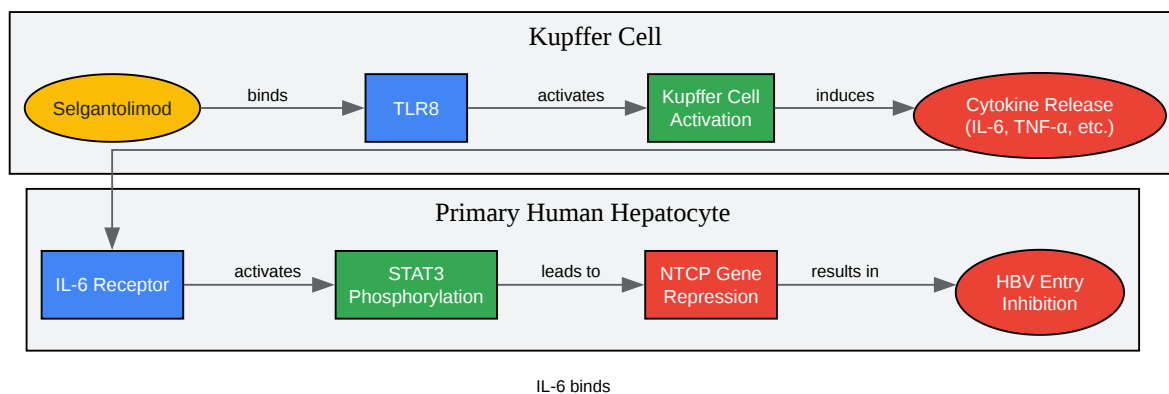 Kupffer Cell
Selgantolimod
binds
TLR8
activates
Kupffer Cell
Activation
induces
Cytokine Release
(IL-6, TNF-α, etc.)
Primary Human Hepatocyte
IL-6 Receptor
activates
STAT3
Phosphorylation
leads to
NTCP Gene
Repression
results in
HBV Entry
Inhibition
IL-6 binds